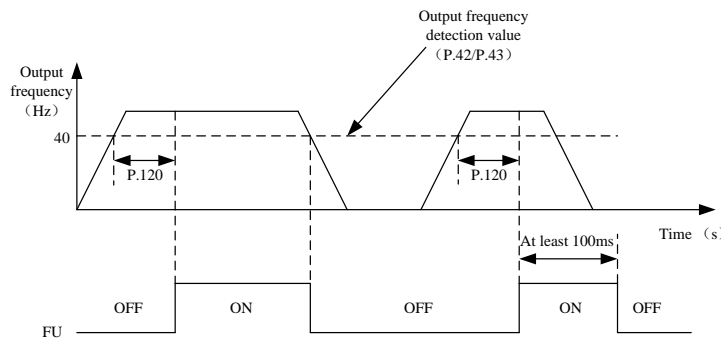 Output frequency
detection value
（P.42/P.43）
Output
frequency
（Hz）
40
P.120
P.120
Time （s）
At least 100ms
OFF
ON
OFF
ON
OFF
FU